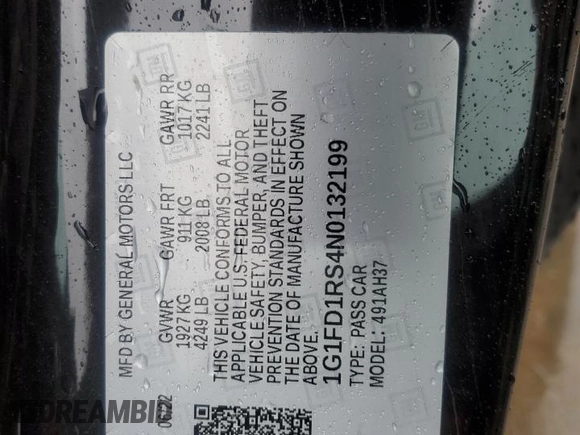 MFD BY GENERAL MOTORS LLC
GVWR GAWR FRT GAWR RR
1927 KG 911 KG 1017 KG
4249 LB 2008 LB 2241 LB
THIS VEHICLE CONFORMS TO ALL
APPLICABLE U.S. FEDERAL MOTOR
VEHICLE SAFETY, BUMPER, AND THEFT
PREVENTION STANDARDS IN EFFECT ON
THE DATE OF MANUFACTURE SHOWN
ABOVE.
1G1FD1RS4N0132199
TYPE: PASS CAR
MODEL: 491AH37
DREAMBID